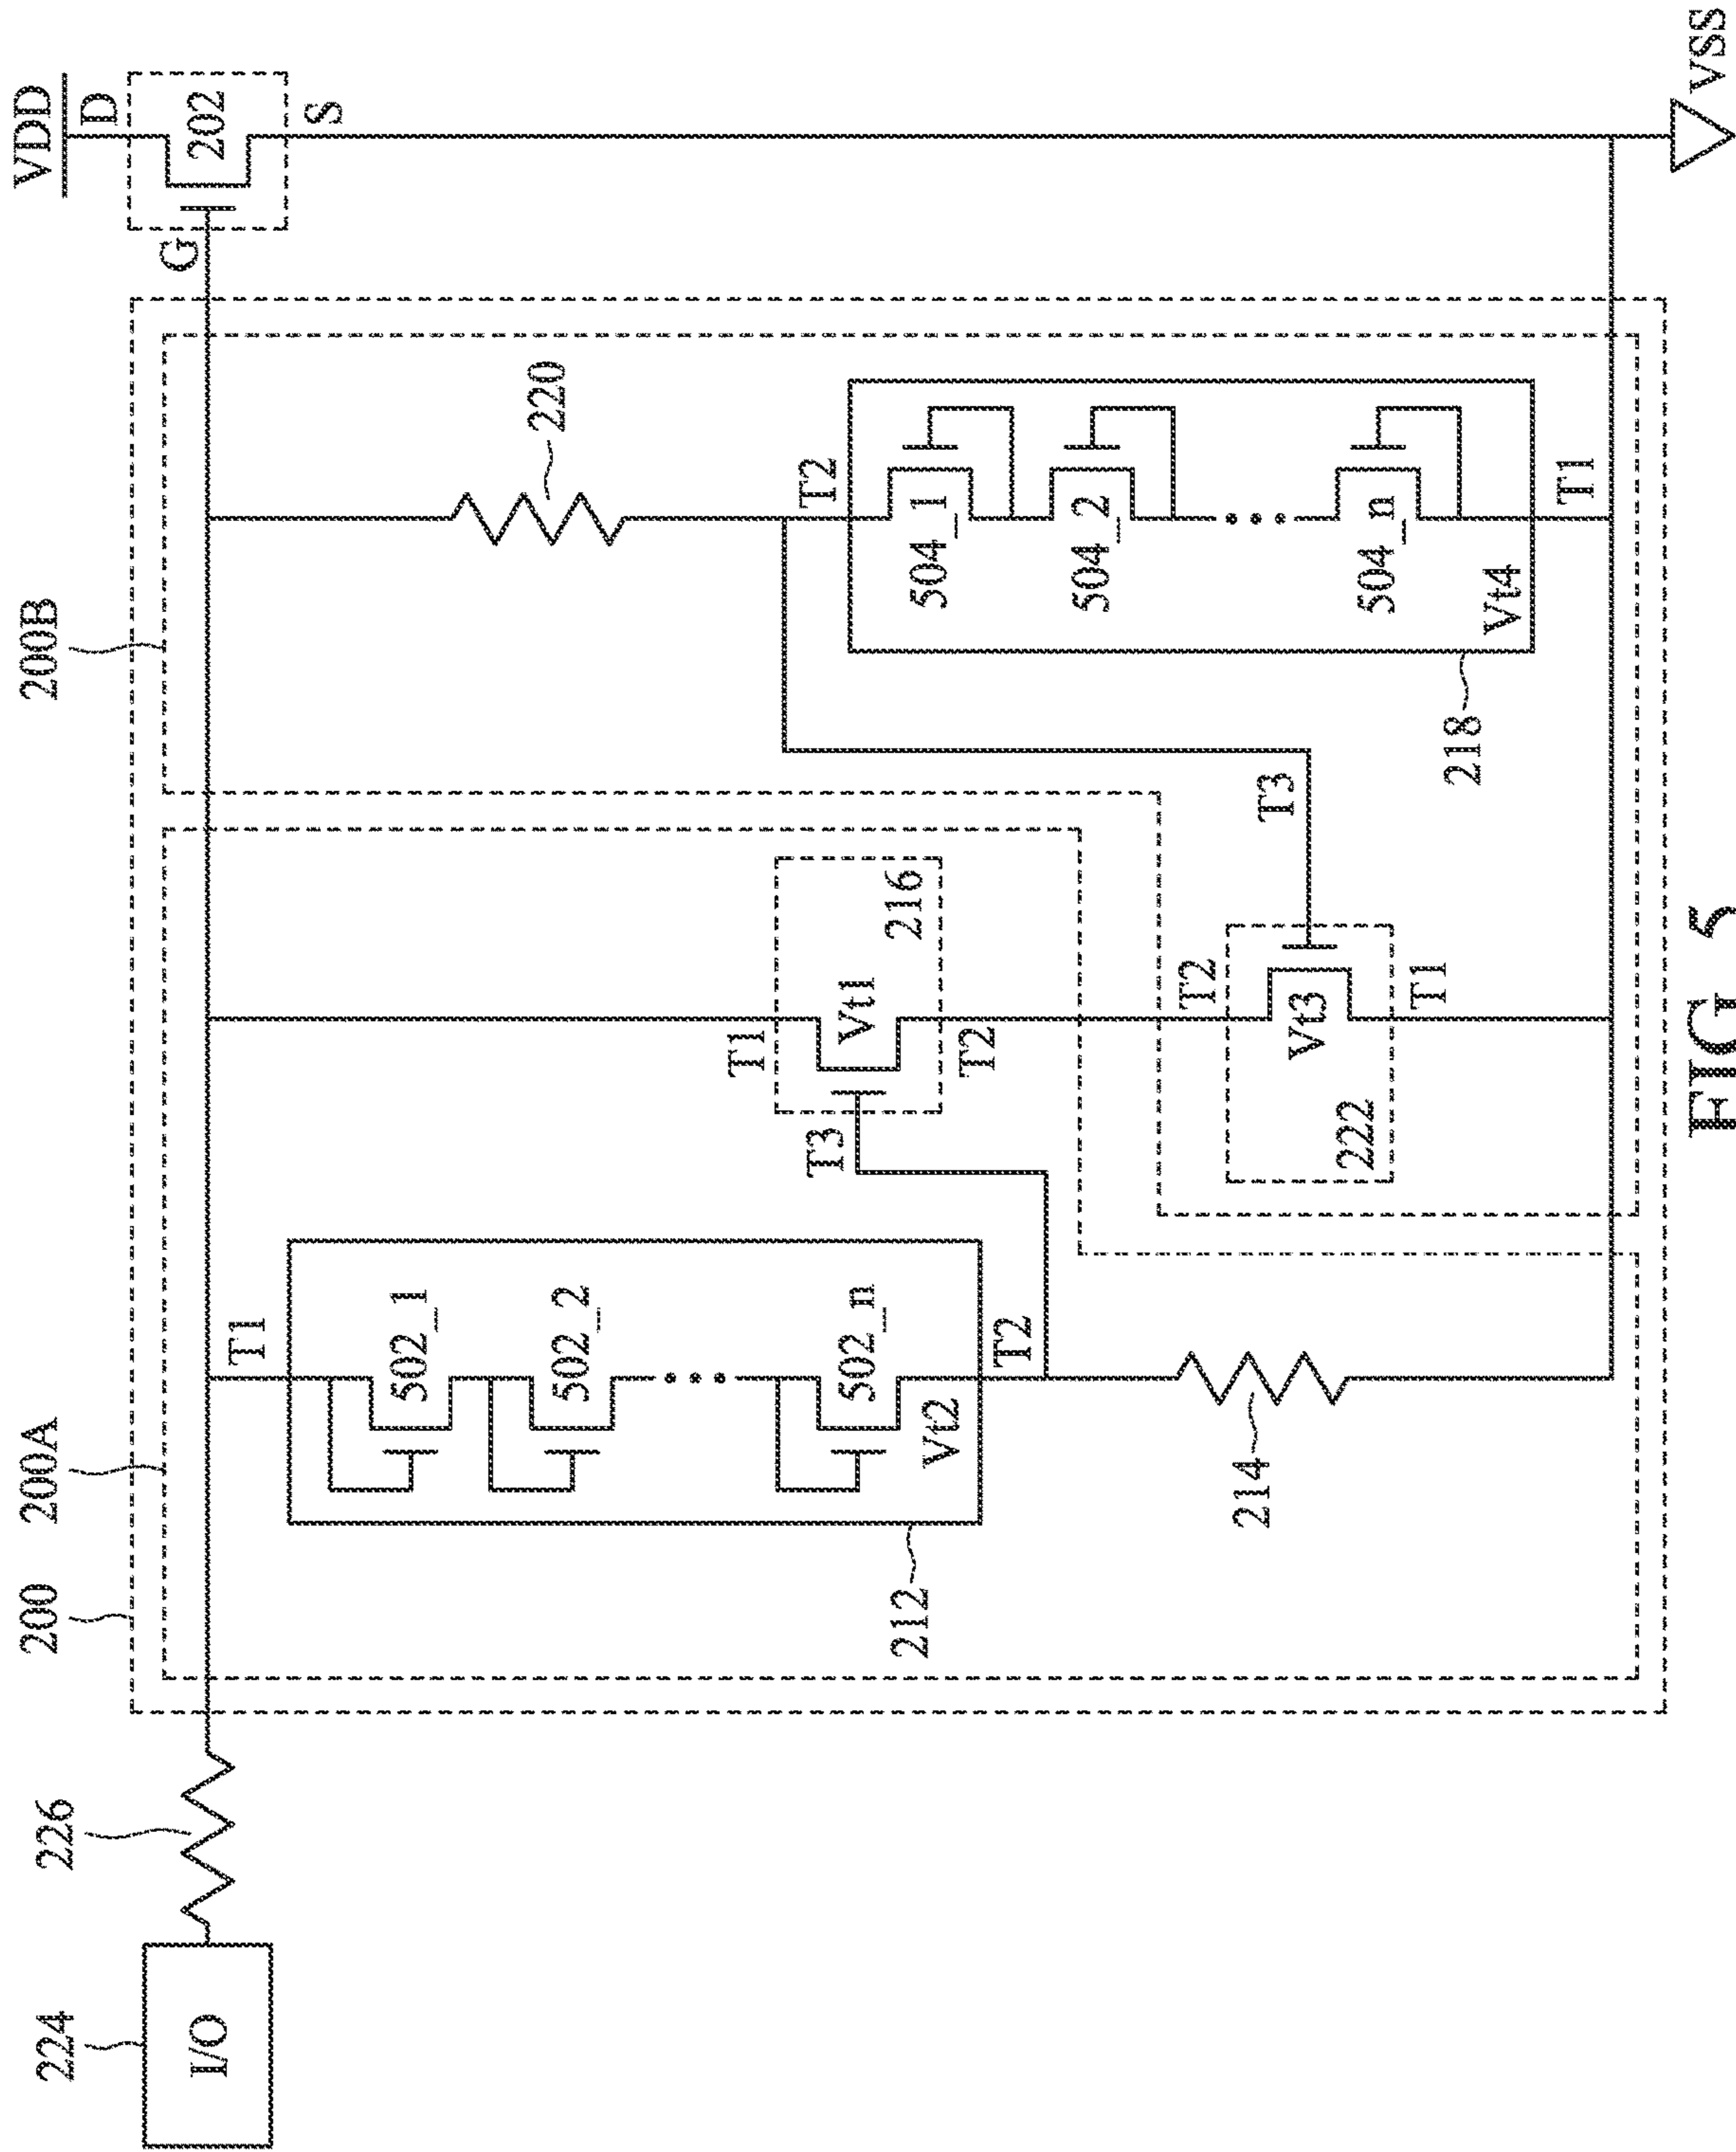 VDD
D
202
G
S
200
200A
200B
224
226
I/O
T1
502_1
502_2
502_n
Vt2
212
T2
214
T1
Vt1
216
T3
T2
220
T2
504_1
504_2
504_n
Vt4
218
T1
T3
T2
Vt3
222
T1
VSS
FIG. 5